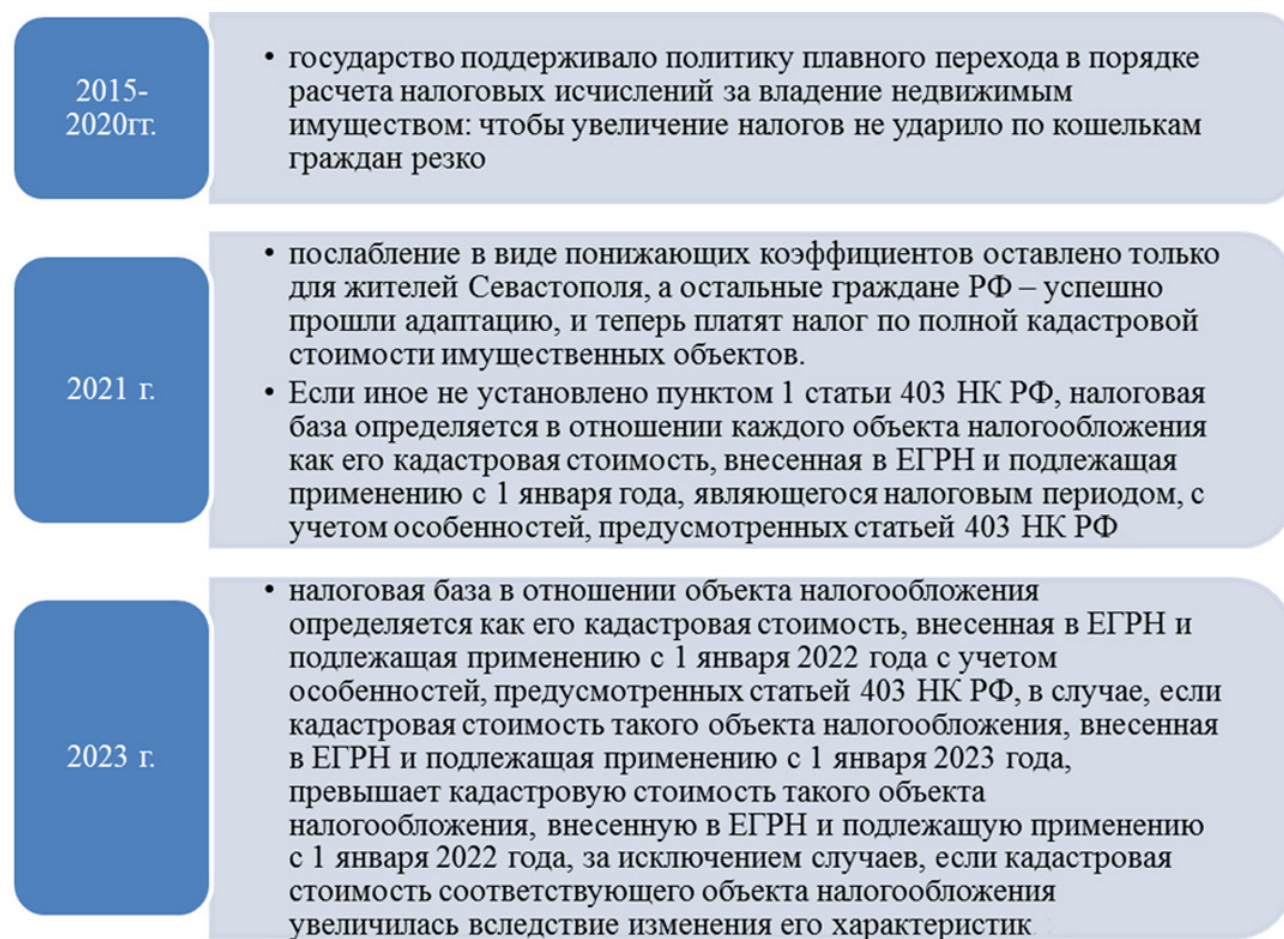 2015-
2020гг.
• государство поддерживало политику плавного перехода в порядке
расчета налоговых исчислений за владение недвижимым
имуществом: чтобы увеличение налогов не ударило по кошелькам
граждан резко
2021 г.
• послабление в виде понижающих коэффициентов оставлено только
для жителей Севастополя, а остальные граждане РФ – успешно
прошли адаптацию, и теперь платят налог по полной кадастровой
стоимости имущественных объектов.
• Если иное не установлено пунктом 1 статьи 403 НК РФ, налоговая
база определяется в отношении каждого объекта налогообложения
как его кадастровая стоимость, внесенная в ЕГРН и подлежащая
применению с 1 января года, являющегося налоговым периодом, с
учетом особенностей, предусмотренных статьей 403 НК РФ
2023 г.
• налоговая база в отношении объекта налогообложения
определяется как его кадастровая стоимость, внесенная в ЕГРН и
подлежащая применению с 1 января 2022 года с учетом
особенностей, предусмотренных статьей 403 НК РФ, в случае, если
кадастровая стоимость такого объекта налогообложения, внесенная
в ЕГРН и подлежащая применению с 1 января 2023 года,
превышает кадастровую стоимость такого объекта
налогообложения, внесенную в ЕГРН и подлежащую применению
с 1 января 2022 года, за исключением случаев, если кадастровая
стоимость соответствующего объекта налогообложения
увеличилась вследствие изменения его характеристик